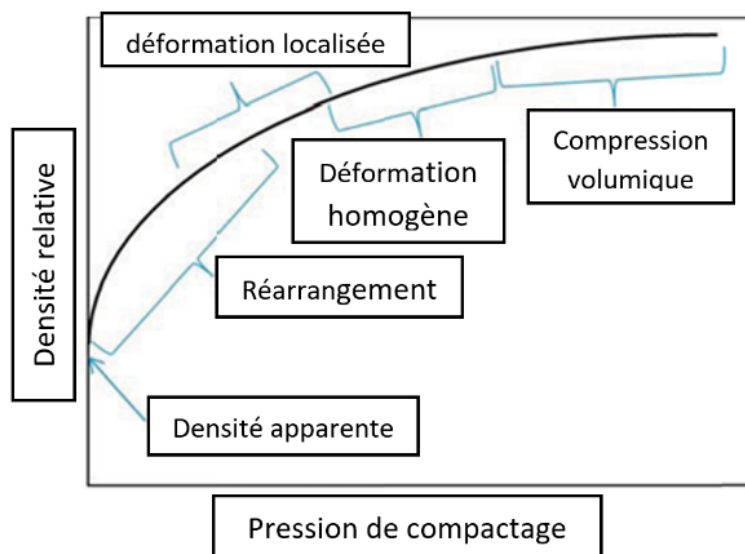 déformation localisée
Densité relative
Compression
volumique
Déformation
homogène
Réarrangement
Densité apparente
Pression de compactage